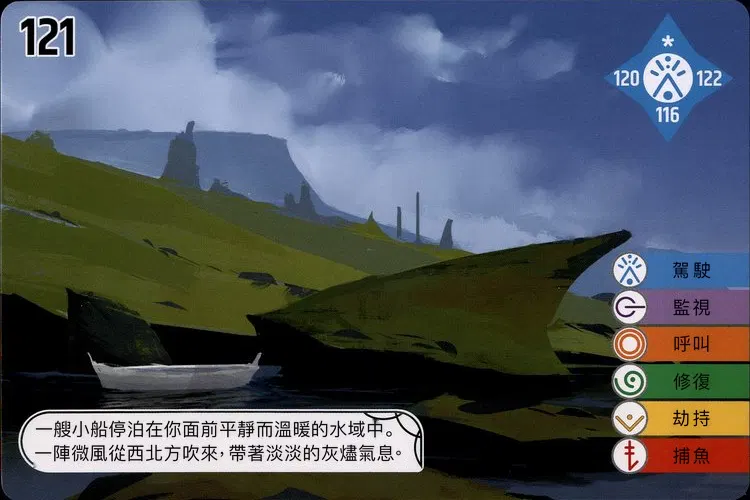 121
*
120
122
116
駕駛
監視
呼叫
修復
劫持
捕魚
一艘小船停泊在你面前平靜而溫暖的水域中。
一陣微風從西北方吹來，帶著淡淡的灰燼氣息。